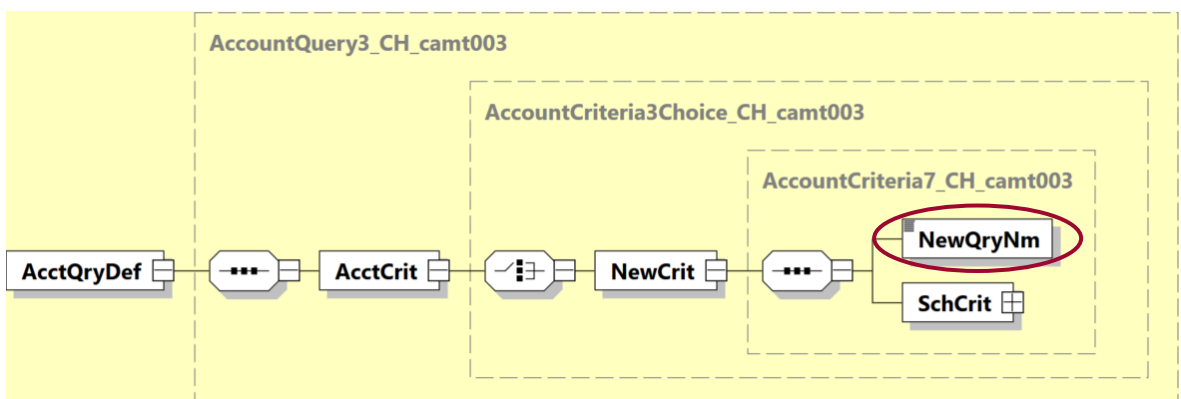 AccountQuery3_CH_camt003
AccountCriteria3Choice_CH_camt003
AccountCriteria7_CH_camt003
NewQryNm
AcctQryDef
AcctCrit
NewCrit
SchCrit